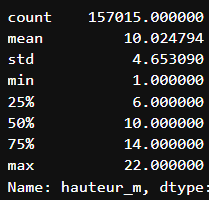 count 157015.000000
mean 10.024794
std 4.653090
min 1.000000
25% 6.000000
50% 10.000000
75% 14.000000
max 22.000000
Name: hauteur_m, dtype: